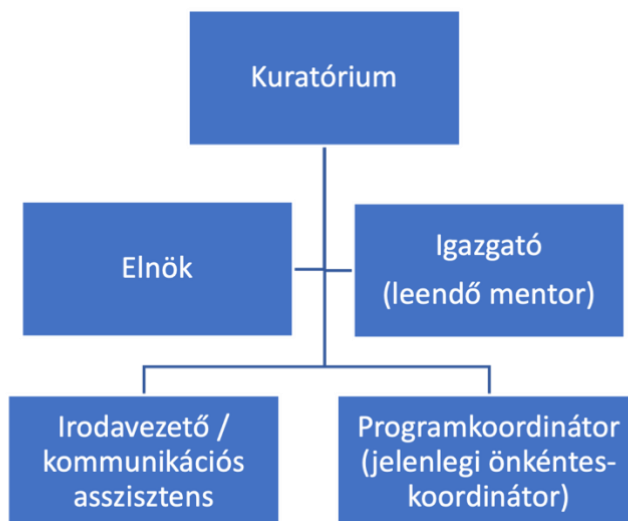 Kuratórium
Elnök
Igazgató
(leendő mentor)
Irodavezető /
kommunikációs
asszisztens
Programkoordinátor
(jelenlegi önkéntes-
koordinátor)